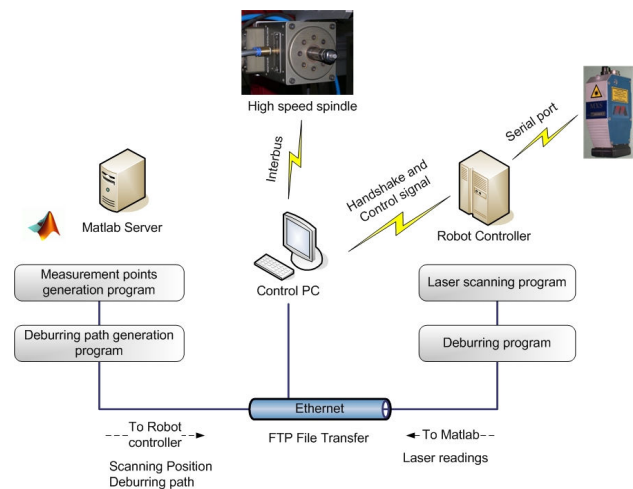 High speed spindle
Interbus
Serial port
Handshake and
Control signal
Matlab Server
Robot Controller
Control PC
Measurement points
generation program
Deburring path generation
program
Laser scanning program
Deburring program
Ethernet
FTP File Transfer
To Robot
controller
Scanning Position
Deburring path
To Matlab
Laser readings